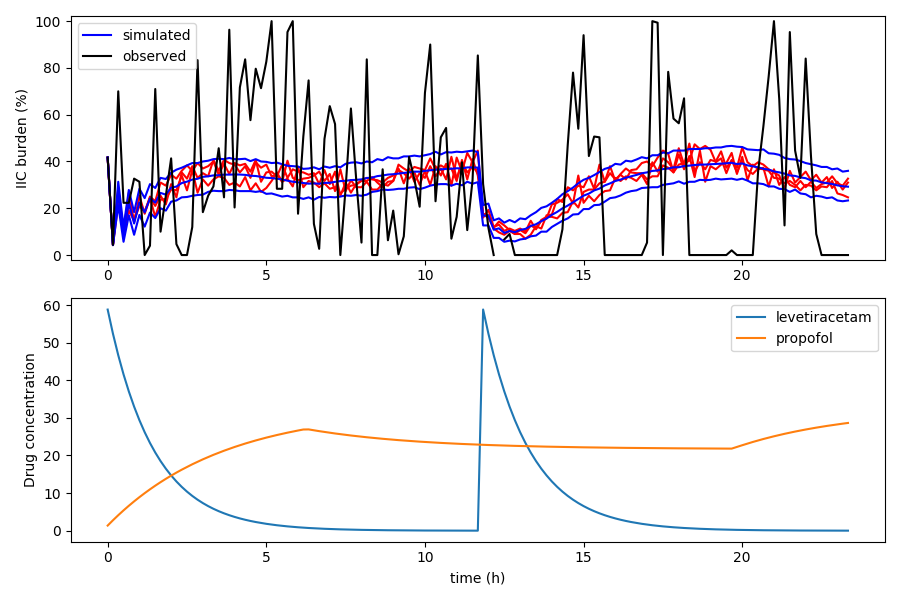 100
80
60
40
20
0
IIC burden (%)
simulated
observed
0 5 10 15 20
60
50
40
30
20
10
0
Drug concentration
levetiracetam
propofol
0 5 10 15 20
time (h)